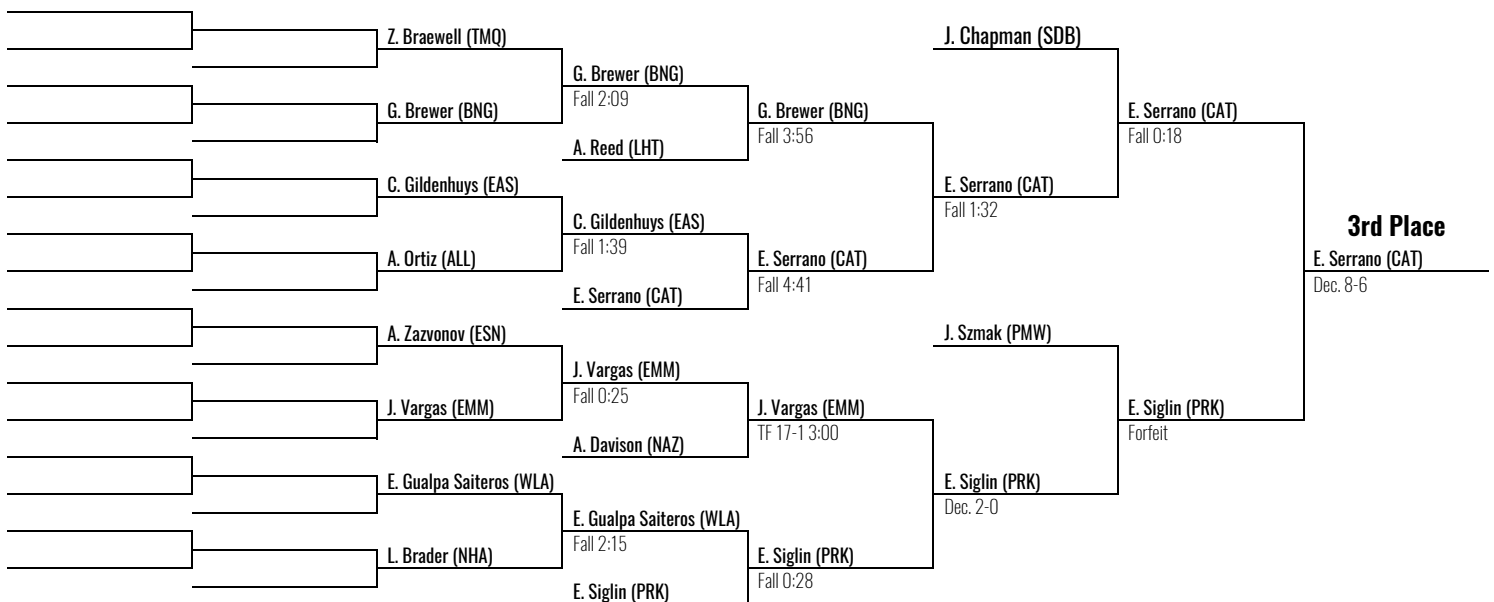 Z. Braewell (TMQ)
G. Brewer (BNG)
C. Gildenhuys (EAS)
A. Ortiz (ALL)
A. Zazvonov (ESN)
J. Vargas (EMM)
E. Gualpa Saiteros (WLA)
L. Brader (NHA)
G. Brewer (BNG)
Fall 2:09
A. Reed (LHT)
C. Gildenhuys (EAS)
Fall 1:39
E. Serrano (CAT)
J. Vargas (EMM)
Fall 0:25
A. Davison (NAZ)
E. Gualpa Saiteros (WLA)
Fall 2:15
E. Siglin (PRK)
G. Brewer (BNG)
Fall 3:56
E. Serrano (CAT)
Fall 4:41
J. Vargas (EMM)
TF 17-1 3:00
E. Siglin (PRK)
Fall 0:28
J. Chapman (SDB)
E. Serrano (CAT)
Fall 1:32
J. Szmak (PMW)
E. Siglin (PRK)
Dec. 2-0
E. Serrano (CAT)
Fall 0:18
E. Siglin (PRK)
Forfeit
3rd Place
E. Serrano (CAT)
Dec. 8-6